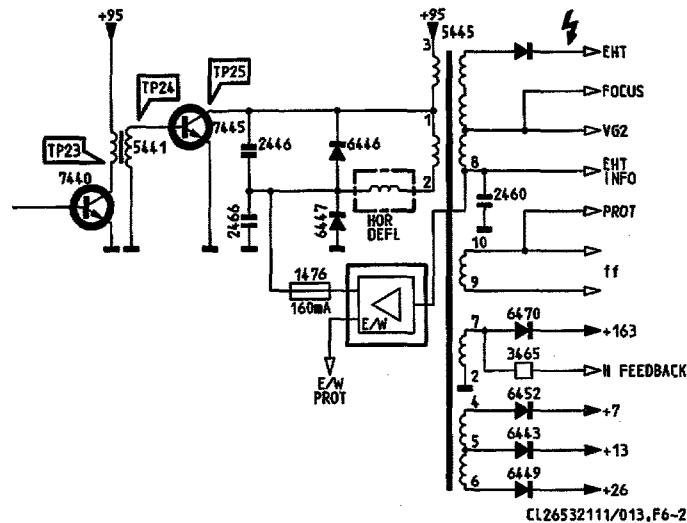 +95
+95
5445
3
EHT
TP25
TP24
FOCUS
TP23
5441
7445
2446
6446
1
VG2
7440
8
EHT
INFO
2
2466
6447
HOR
DEFL
2460
PROT
10
ff
9
1476
160mA
E/W
7
6470
+163
3465
N FEEDBACK
E/W
PROT
2
4
6452
+7
5
6443
+13
6
6449
+26
CL26532111/013,F6-2